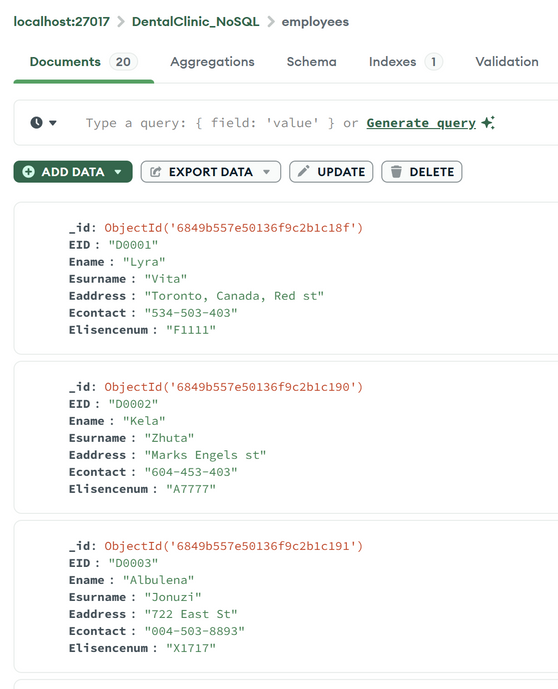 localhost:27017 > DentalClinic_NoSQL > employees
Documents 20 Aggregations Schema Indexes 1 Validation
Type a query: { field: 'value' } or Generate query
ADD DATA EXPORT DATA UPDATE DELETE
_id: ObjectId('6849b557e50136f9c2b1c18f')
EID : "D0001"
Ename : "Lyra"
Esurname : "Vita"
Eaddress : "Toronto, Canada, Red st"
Econtact : "534-503-403"
Elisencenum : "F1111"
_id: ObjectId('6849b557e50136f9c2b1c190')
EID : "D0002"
Ename : "Kela"
Esurname : "Zhuta"
Eaddress : "Marks Engels st"
Econtact : "604-453-403"
Elisencenum : "A7777"
_id: ObjectId('6849b557e50136f9c2b1c191')
EID : "D0003"
Ename : "Albulena"
Esurname : "Jonuzi"
Eaddress : "722 East St"
Econtact : "004-503-8893"
Elisencenum : "X1717"